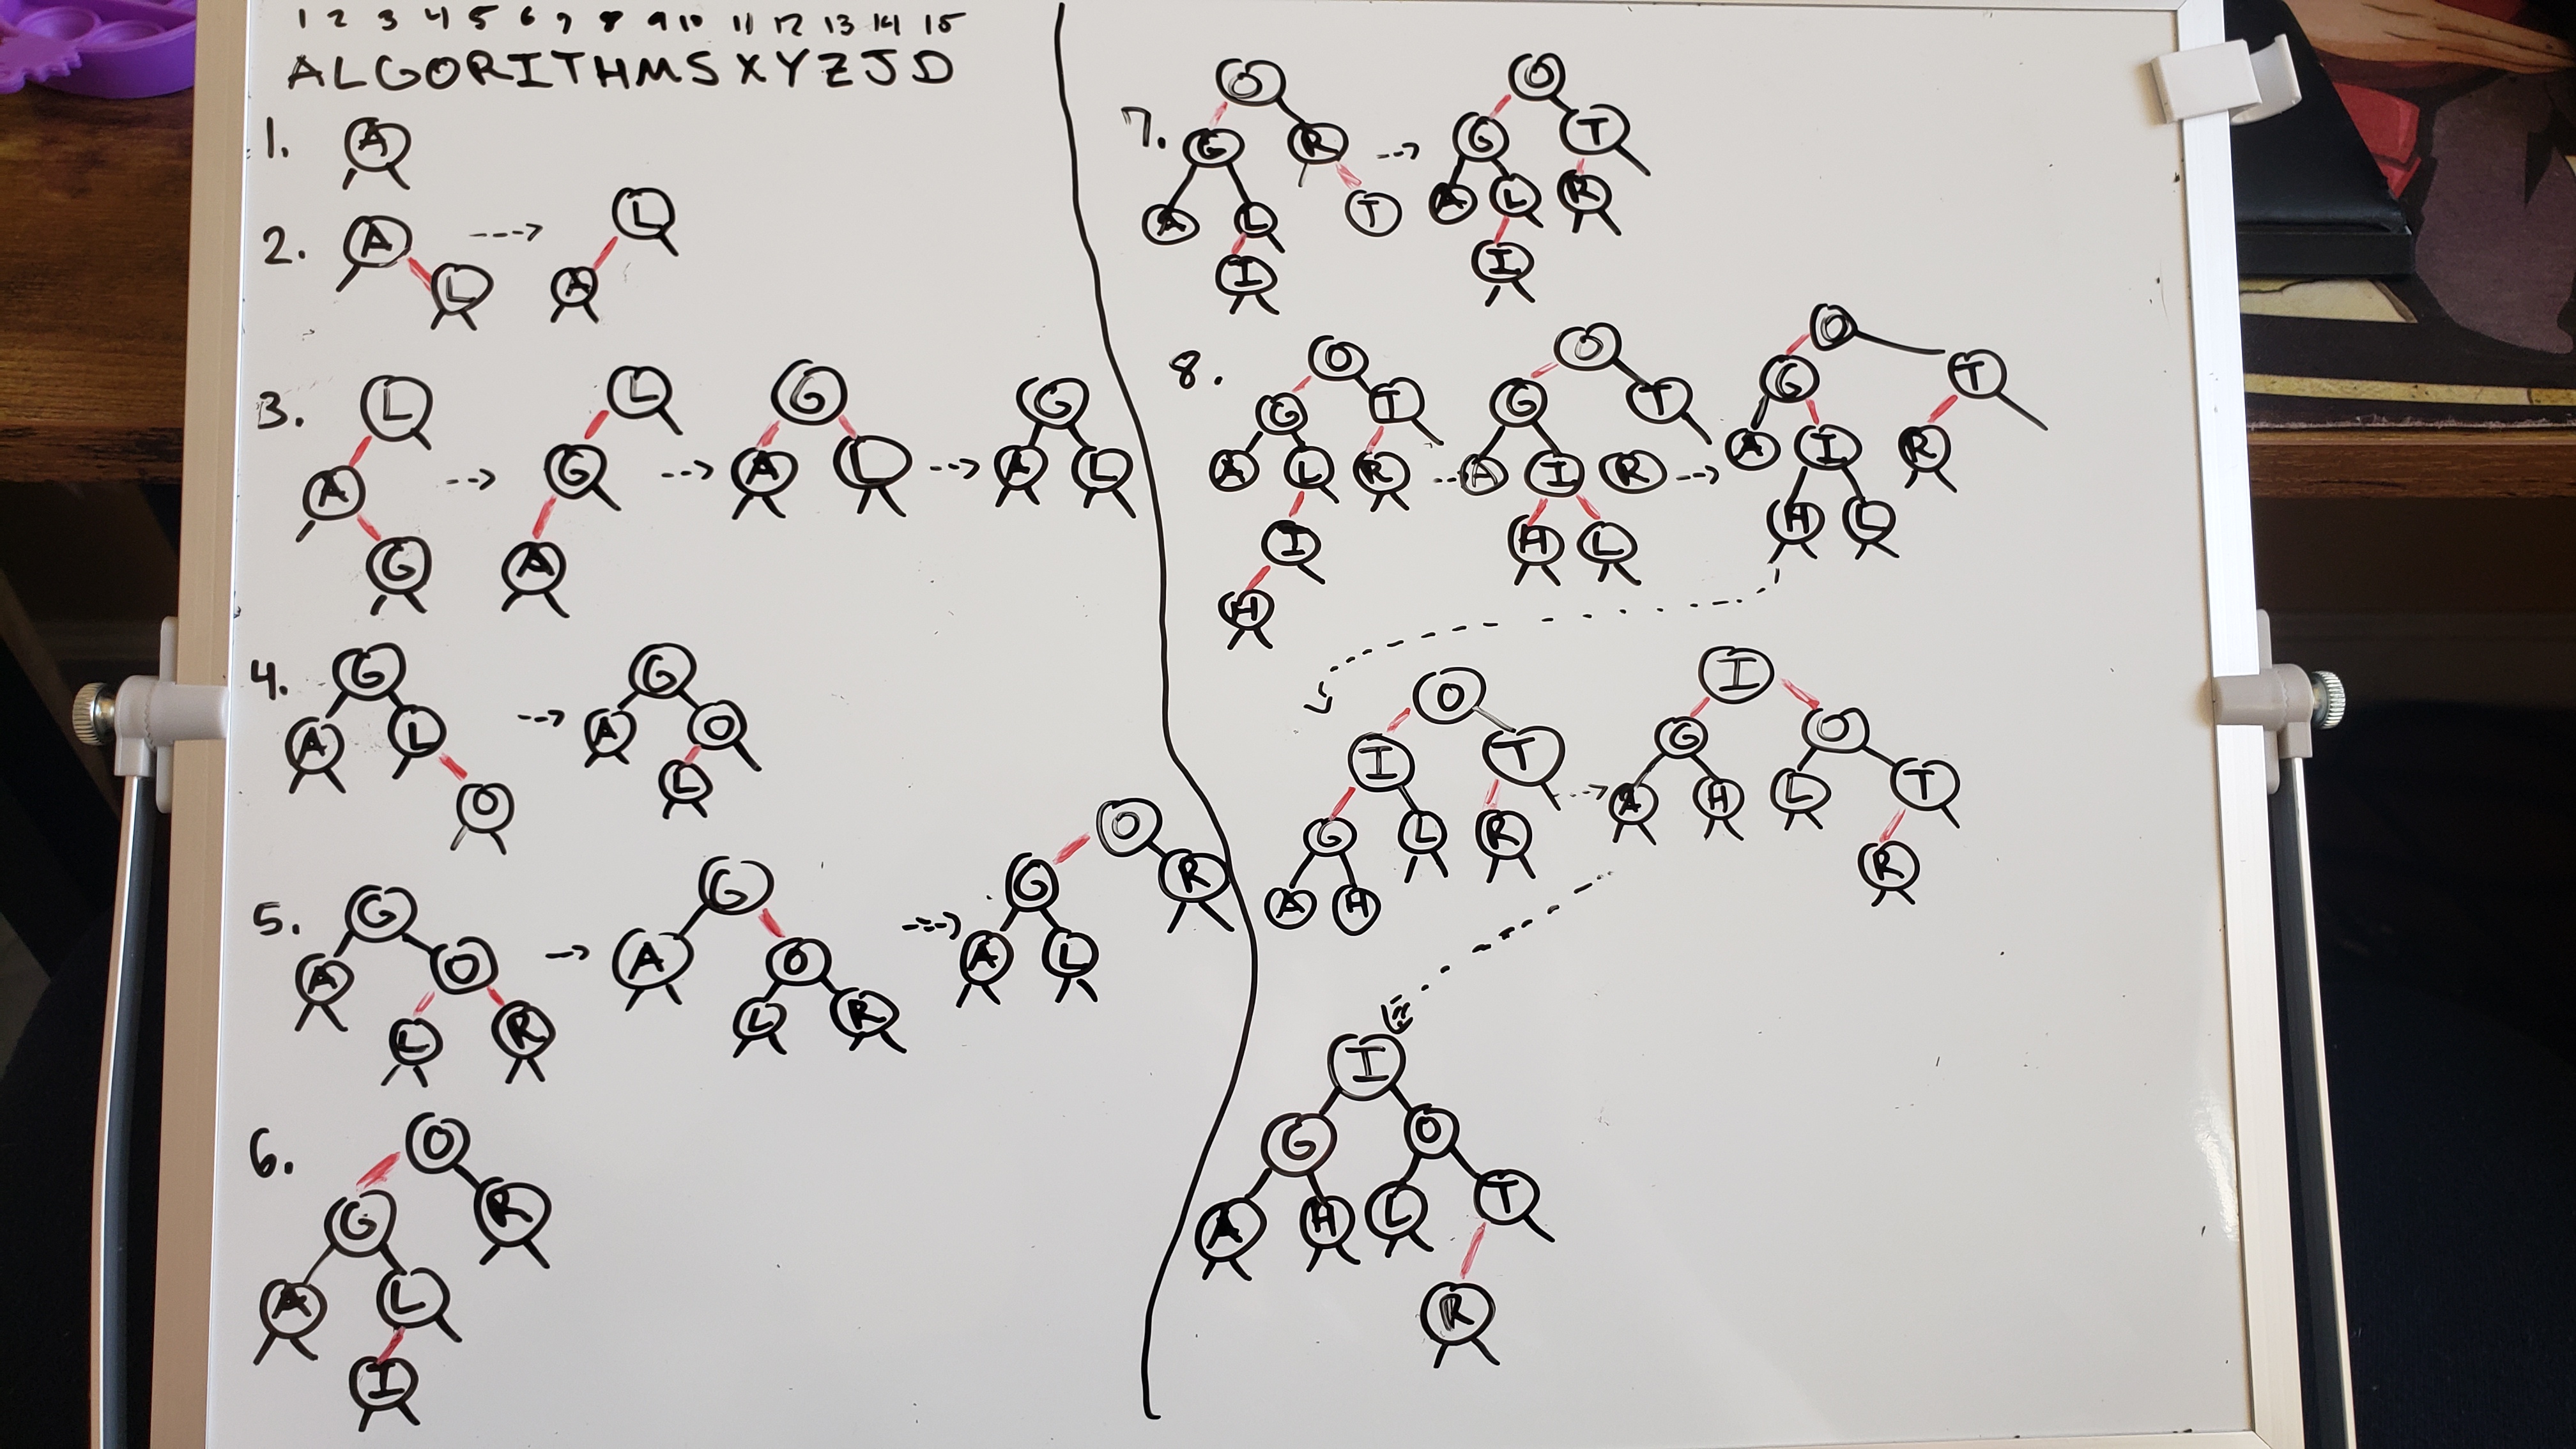 1 2 3 4 5 6 7 8 9 10 11 12 13 14 15
ALGORITHMSXYZJD
1. A
2. A L
L A
3. L L G G
A G A L A L
G A
4. G G
A L A O
O L
5. G G O
A O A O G R
L R L R A L
6. O
G R
A L
I
7. O O
G R G T
A L T A L R
I I
8. O O O
G T G T G T
A L R A I R A I R
I H L H L
H
O I
I T G O
G L R A H L T
A H R
I
G O
A H L T
R